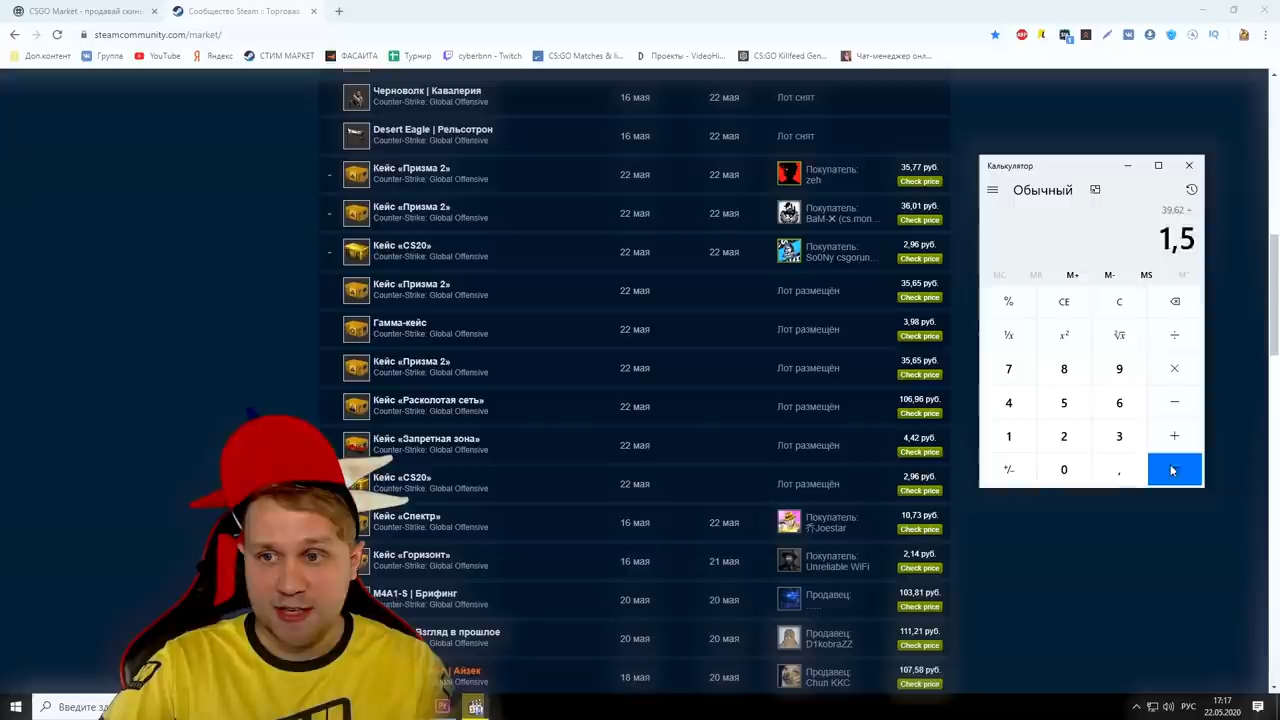 CSGO Market - продавай скинь
Сообщество Steam :: Торговая
steamcommunity.com/market/
Доп.контент
Группа
YouTube
Яндекс
СТИМ МАРКЕТ
ФАСАИТА
Турнир
cyberbnn - Twitch
CS:GO Matches & li...
Проекты - VideoHi...
CS:GO Killfeed Gen...
Чат-менеджер онл...
Черноволк | Кавалерия
Counter-Strike: Global Offensive
16 мая
22 мая
Лот снят
Desert Eagle | Рельсотрон
Counter-Strike: Global Offensive
16 мая
22 мая
Лот снят
Кейс «Призма 2»
Counter-Strike: Global Offensive
22 мая
22 мая
Покупатель:
zeh
35,77 руб.
Check price
Кейс «Призма 2»
Counter-Strike: Global Offensive
22 мая
22 мая
Покупатель:
BaM-✕ (cs.mon...
36,01 руб.
Check price
Кейс «CS20»
Counter-Strike: Global Offensive
22 мая
22 мая
Покупатель:
So0Ny csgorun...
2,96 руб.
Check price
Кейс «Призма 2»
Counter-Strike: Global Offensive
22 мая
Лот размещён
35,65 руб.
Check price
Гамма-кейс
Counter-Strike: Global Offensive
22 мая
Лот размещён
3,98 руб.
Check price
Кейс «Призма 2»
Counter-Strike: Global Offensive
22 мая
Лот размещён
35,65 руб.
Check price
Кейс «Расколотая сеть»
Counter-Strike: Global Offensive
22 мая
Лот размещён
106,96 руб.
Check price
Кейс «Запретная зона»
Counter-Strike: Global Offensive
22 мая
Лот размещён
4,42 руб.
Check price
Кейс «CS20»
Counter-Strike: Global Offensive
22 мая
Лот размещён
2,96 руб.
Check price
Кейс «Спектр»
Counter-Strike: Global Offensive
16 мая
22 мая
Покупатель:
Joestar
10,73 руб.
Check price
Кейс «Горизонт»
Counter-Strike: Global Offensive
16 мая
21 мая
Покупатель:
Unreliable WiFi
2,14 руб.
Check price
M4A1-S | Брифинг
Counter-Strike: Global Offensive
20 мая
20 мая
Продавец:
......
103,81 руб.
Check price
Взгляд в прошлое
Global Offensive
20 мая
20 мая
Продавец:
D1kobraZZ
111,21 руб.
Check price
| Айзек
Global Offensive
18 мая
20 мая
Продавец:
Chun KKC
107,58 руб.
Check price
Калькулятор
Обычный
39,62 ÷
1,5
MC MR M+ M- MS M˅
% CE C
¹/x x² ²√x ÷
7 8 9 ×
4 5 6 −
1 2 3 +
+/− 0 ,
Введите зд
Pr
РУС
17:17
22.05.2020